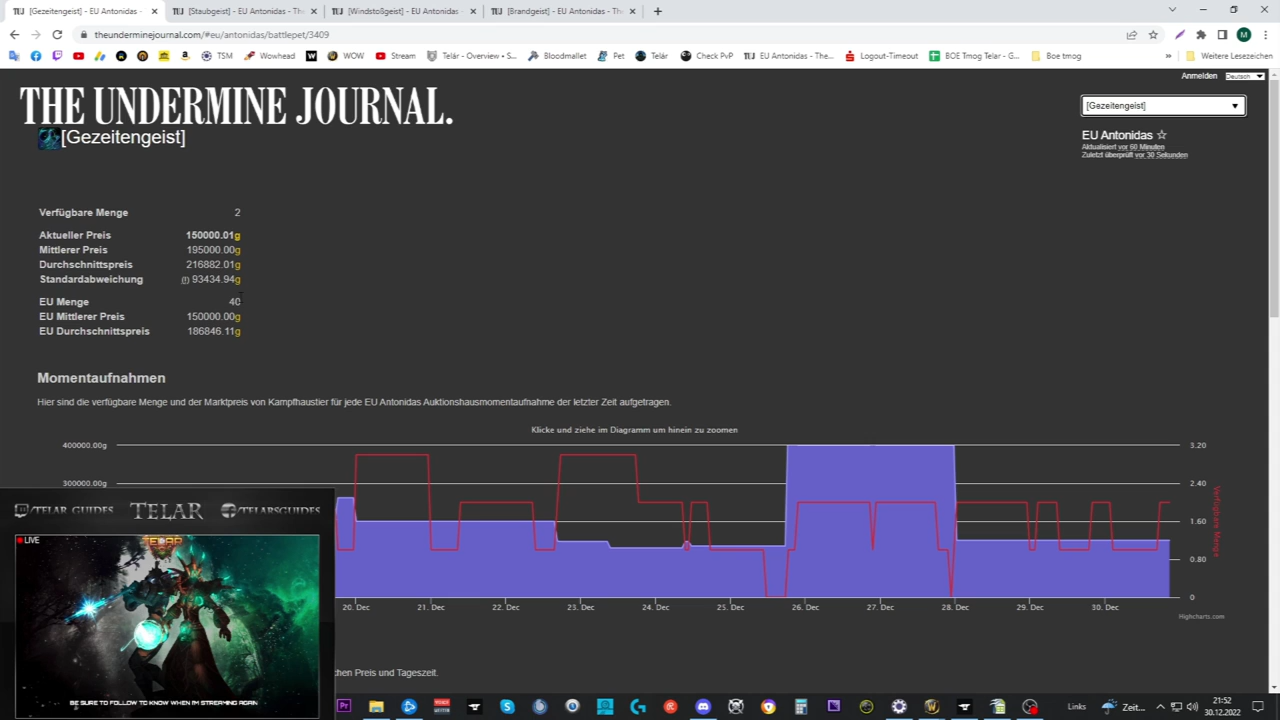 [Gezeitengeist] - EU Antonidas
[Staubgeist] - EU Antonidas - The
[Windstoßgeist] - EU Antonidas -
[Brandgeist] - EU Antonidas - The
theunderminejournal.com/#eu/antonidas/battlepet/3409
TSM
Wowhead
WOW
Stream
Telár - Overview • S...
Bloodmallet
Pet
Telár
Check PvP
EU Antonidas - The...
Logout-Timeout
BOE Tmog Telar - G...
Boe tmog
»
Weitere Lesezeichen
Anmelden
Deutsch
THE UNDERMINE JOURNAL.
[Gezeitengeist]
[Gezeitengeist]
EU Antonidas ☆
Aktualisiert vor 60 Minuten
Zuletzt überprüft vor 30 Sekunden
Verfügbare Menge 2
Aktueller Preis 150000.01g
Mittlerer Preis 195000.00g
Durchschnittspreis 216882.01g
Standardabweichung (!) 93434.94g
EU Menge 40
EU Mittlerer Preis 150000.00g
EU Durchschnittspreis 186846.11g
Momentaufnahmen
Hier sind die verfügbare Menge und der Marktpreis von Kampfhaustier für jede EU Antonidas Auktionshausmomentaufnahme der letzter Zeit aufgetragen.
Klicke und ziehe im Diagramm um hinein zu zoomen
400000.00g
3.20
300000.00g
2.40
1.60
0.80
0
Verfügbare Menge
20. Dec
21. Dec
22. Dec
23. Dec
24. Dec
25. Dec
26. Dec
27. Dec
28. Dec
29. Dec
30. Dec
Highcharts.com
/TELAR_GUIDES
TELAR
/TELARSGUIDES
LIVE
TELAR
BE SURE TO FOLLOW TO KNOW WHEN I'M STREAMING AGAIN
chen Preis und Tageszeit.
Links
Zeit...
21:52
30.12.2022